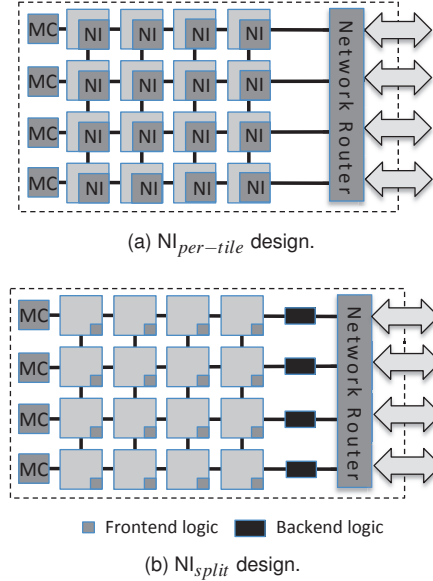 MC NI NI NI NI
MC NI NI NI NI
MC NI NI NI NI
MC NI NI NI NI
Network Router
(a) NIper−tile design.
MC
MC
MC
MC
Network Router
Frontend logic Backend logic
(b) NIsplit design.